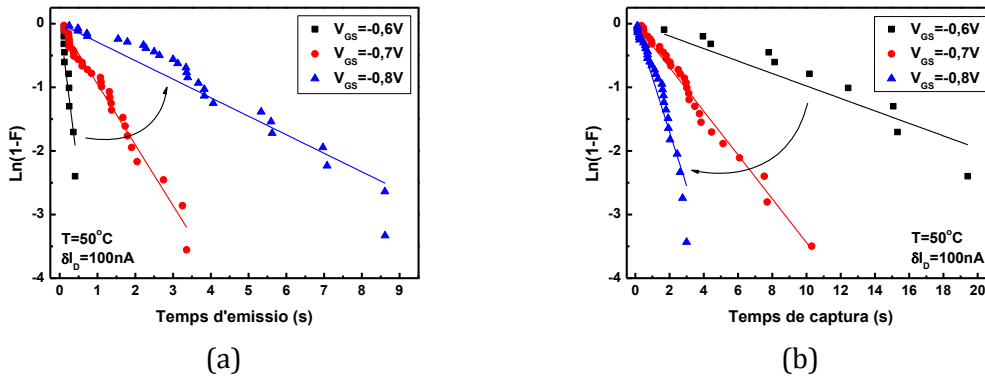 V_GS=-0,6V
V_GS=-0,7V
V_GS=-0,8V
0
-1
-2
-3
-4
Ln(1-F)
T=50°C
δI_D=100nA
0 1 2 3 4 5 6 7 8 9
Temps d'emissio (s)
(a)
V_GS=-0,6V
V_GS=-0,7V
V_GS=-0,8V
0
-1
-2
-3
-4
Ln(1-F)
T=50°C
δI_D=100nA
0 2 4 6 8 10 12 14 16 18 20
Temps de captura (s)
(b)